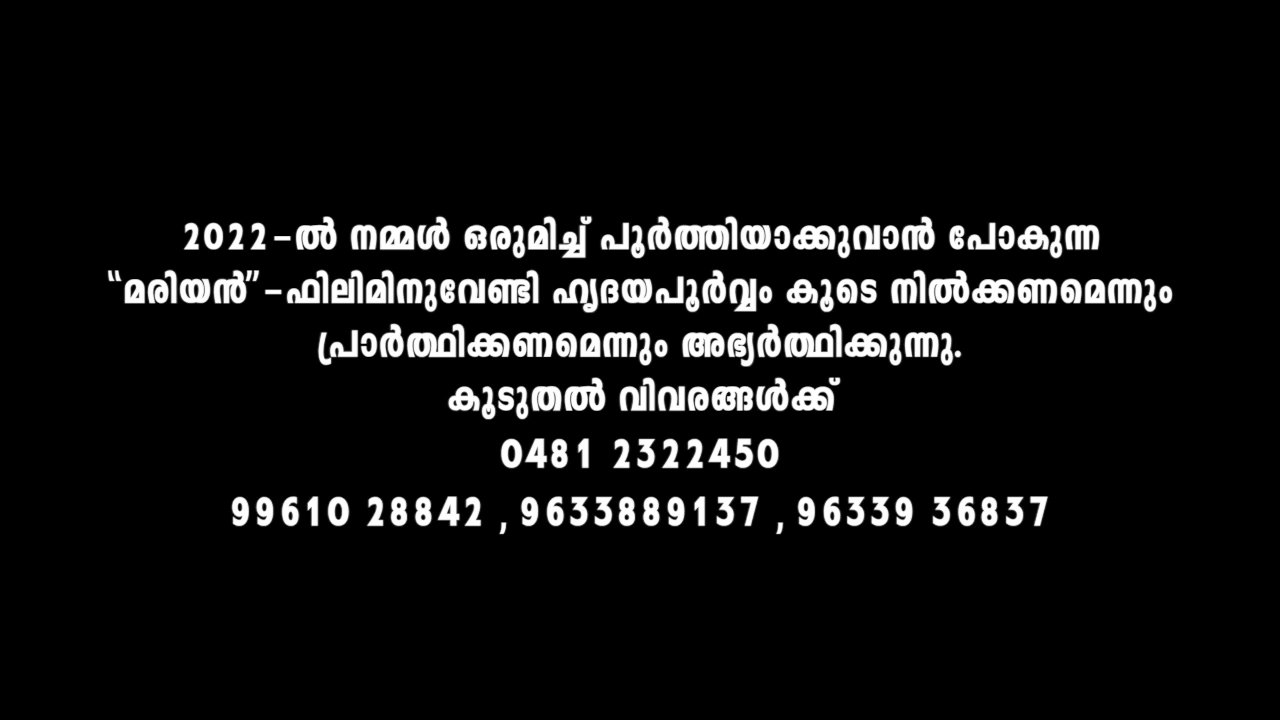 2022-ൽ നമ്മൾ ഒരുമിച്ച് പൂർത്തിയാക്കുവാൻ പോകുന്ന
“മരിയൻ”-ഫിലിമിനുവേണ്ടി ഹൃദയപൂർവ്വം കൂടെ നിൽക്കണമെന്നും
പ്രാർത്ഥിക്കണമെന്നും അഭ്യർത്ഥിക്കുന്നു.
കൂടുതൽ വിവരങ്ങൾക്ക്
0481 2322450
99610 28842 , 9633889137 , 96339 36837